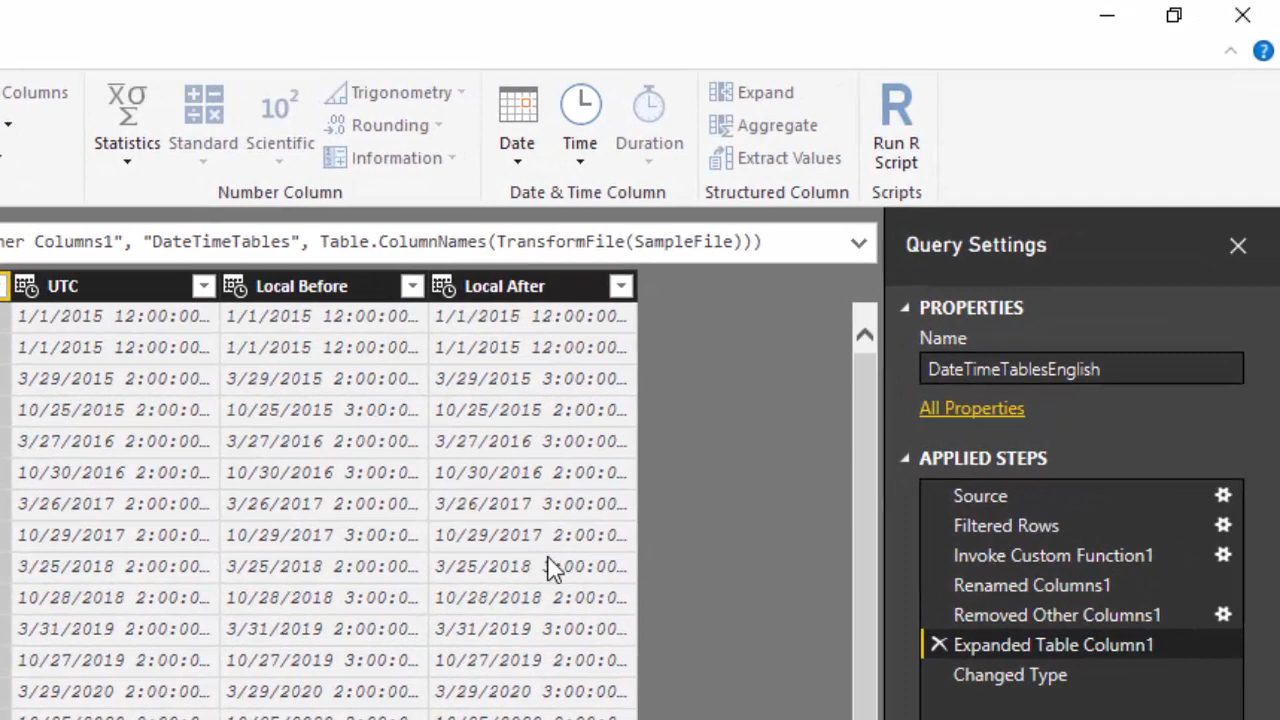 Columns
Statistics
Standard
10² Scientific
Trigonometry
Rounding
Information
Number Column
Date
Time
Duration
Date & Time Column
Expand
Aggregate
Extract Values
Structured Column
R
Run R
Script
Scripts
ner Columns1", "DateTimeTables", Table.ColumnNames(TransformFile(SampleFile)))
UTC Local Before Local After
1/1/2015 12:00:00… 1/1/2015 12:00:00… 1/1/2015 12:00:00…
1/1/2015 12:00:00… 1/1/2015 12:00:00… 1/1/2015 12:00:00…
3/29/2015 2:00:00… 3/29/2015 2:00:00… 3/29/2015 3:00:00…
10/25/2015 2:00:0… 10/25/2015 3:00:0… 10/25/2015 2:00:0…
3/27/2016 2:00:00… 3/27/2016 2:00:00… 3/27/2016 3:00:00…
10/30/2016 2:00:0… 10/30/2016 3:00:0… 10/30/2016 2:00:0…
3/26/2017 2:00:00… 3/26/2017 2:00:00… 3/26/2017 3:00:00…
10/29/2017 2:00:0… 10/29/2017 3:00:0… 10/29/2017 2:00:0…
3/25/2018 2:00:00… 3/25/2018 2:00:00… 3/25/2018
10/28/2018 2:00:0… 10/28/2018 3:00:0… 10/28/2018 2:00:0…
3/31/2019 2:00:00… 3/31/2019 2:00:00… 3/31/2019 3:00:00…
10/27/2019 2:00:0… 10/27/2019 3:00:0… 10/27/2019 2:00:0…
3/29/2020 2:00:00… 3/29/2020 2:00:00… 3/29/2020 3:00:00…
Query Settings
PROPERTIES
Name
DateTimeTablesEnglish
All Properties
APPLIED STEPS
Source
Filtered Rows
Invoke Custom Function1
Renamed Columns1
Removed Other Columns1
Expanded Table Column1
Changed Type